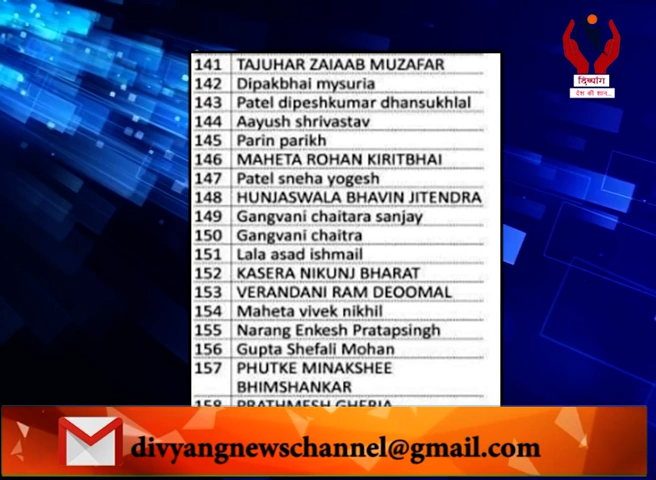 दिव्यांग
देश की शान..
141 TAJUHAR ZAIAAB MUZAFAR
142 Dipakbhai mysuria
143 Patel dipeshkumar dhansukhlal
144 Aayush shrivastav
145 Parin parikh
146 MAHETA ROHAN KIRITBHAI
147 Patel sneha yogesh
148 HUNJASWALA BHAVIN JITENDRA
149 Gangvani chaitara sanjay
150 Gangvani chaitra
151 Lala asad ishmail
152 KASERA NIKUNJ BHARAT
153 VERANDANI RAM DEOOMAL
154 Maheta vivek nikhil
155 Narang Enkesh Pratapsingh
156 Gupta Shefali Mohan
157 PHUTKE MINAKSHEE
BHIMSHANKAR
158 PRATHMESH GHERIA
divyangnewschannel@gmail.com